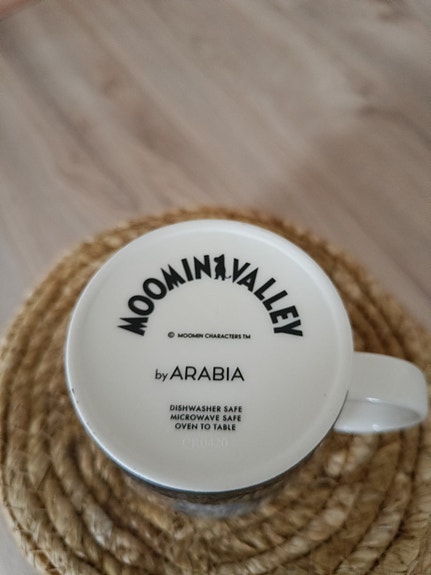 MOOMINVALLEY
© MOOMIN CHARACTERS TM
by ARABIA
DISHWASHER SAFE
MICROWAVE SAFE
OVEN TO TABLE